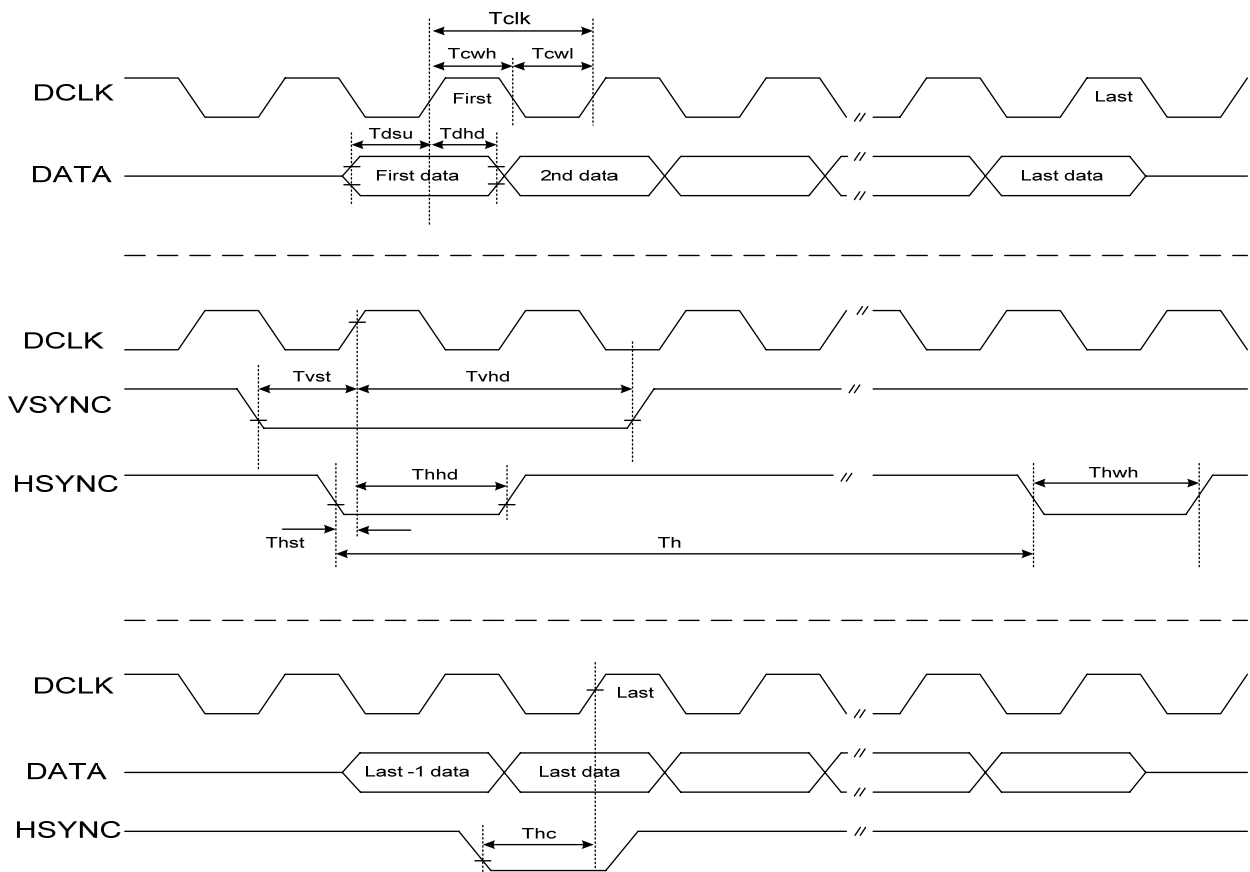 Tclk
Tcwh Tcwl
DCLK First Last
Tdsu Tdhd
DATA First data 2nd data Last data
DCLK
Tvst Tvhd
VSYNC
HSYNC Thhd Thwh
Thst Th
DCLK Last
DATA Last -1 data Last data
HSYNC Thc